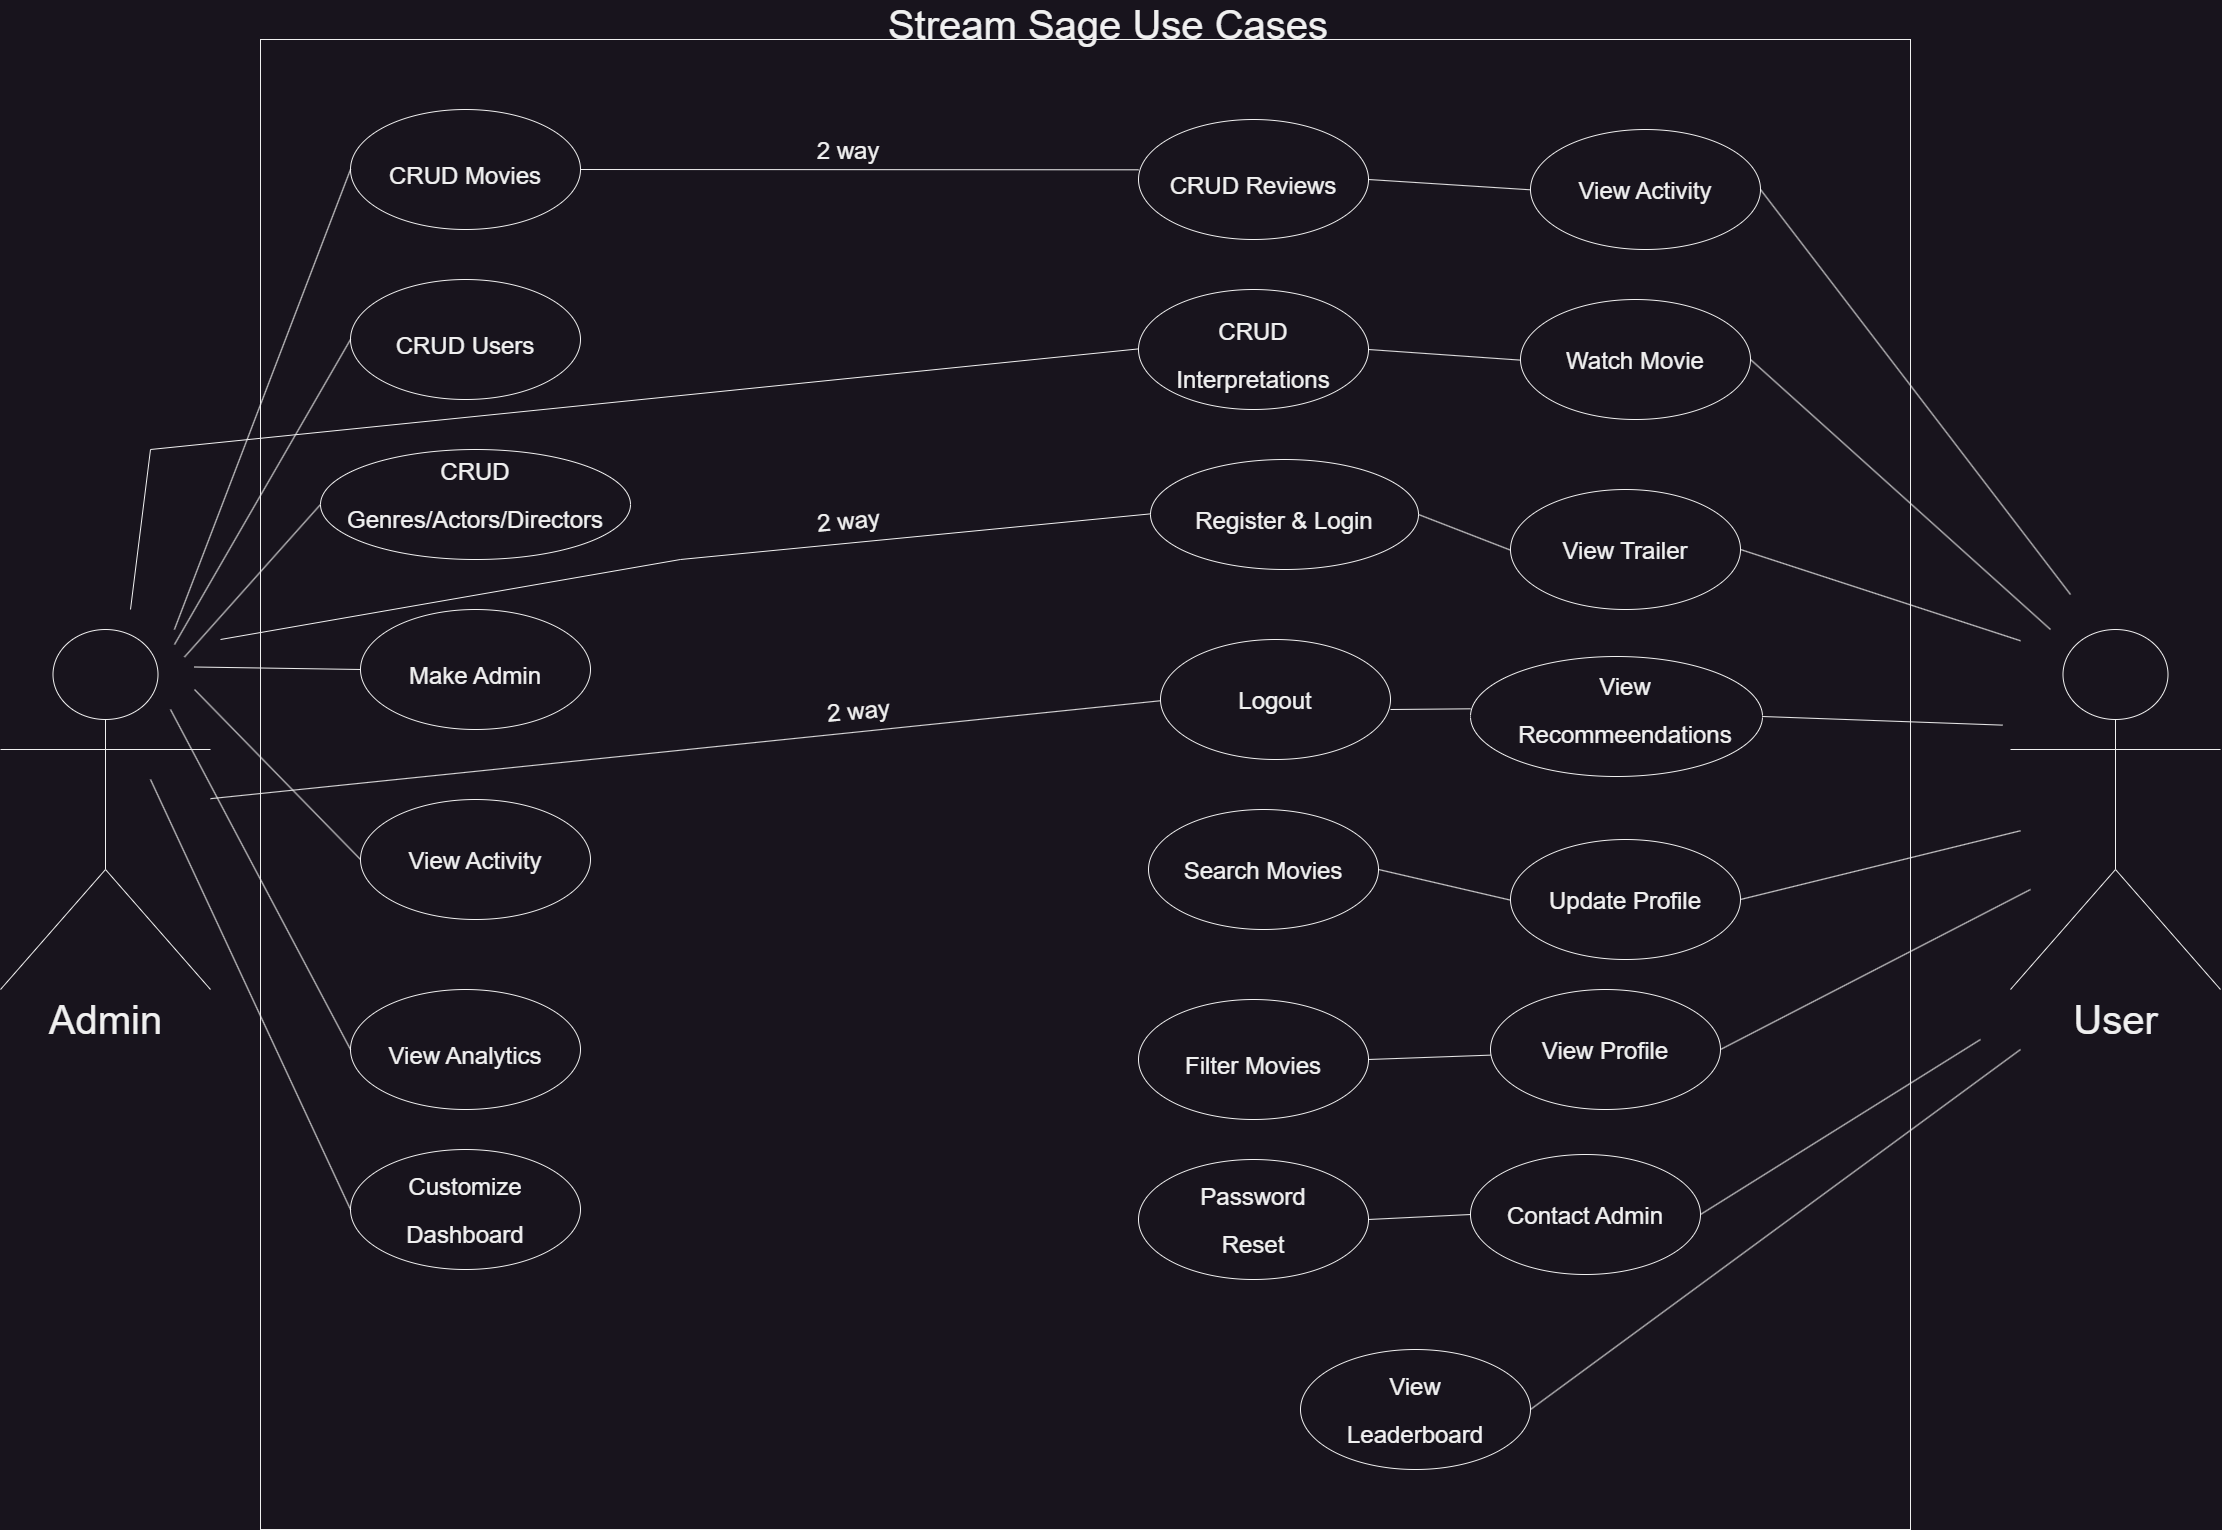 Stream Sage Use Cases
CRUD Movies
2 way
CRUD Reviews
View Activity
CRUD Users
CRUD
Interpretations
Watch Movie
CRUD
Genres/Actors/Directors
2 way
Register & Login
View Trailer
Make Admin
2 way
Logout
View
Recommeendations
View Activity
Search Movies
Update Profile
Admin
User
View Analytics
Filter Movies
View Profile
Customize
Dashboard
Password
Reset
Contact Admin
View
Leaderboard